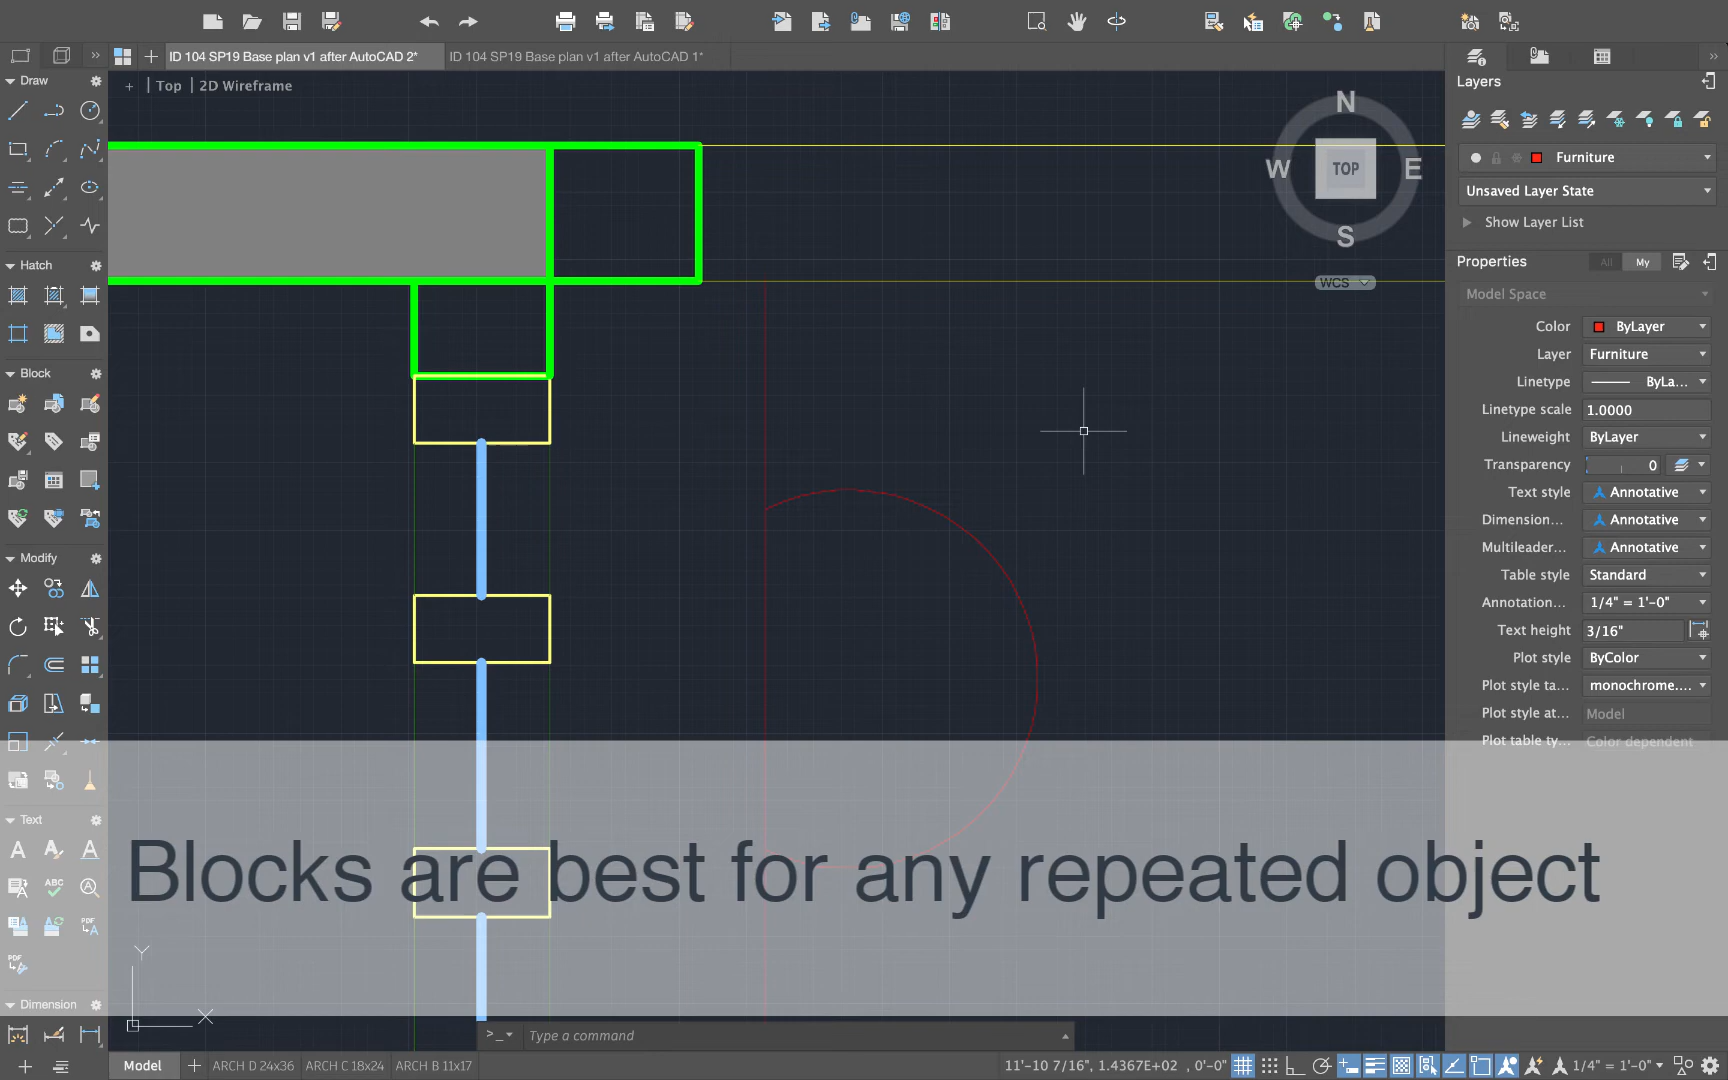 ID 104 SP19 Base plan v1 after AutoCAD 2*
ID 104 SP19 Base plan v1 after AutoCAD 1*
+ | Top | 2D Wireframe
Draw
Hatch
Block
Modify
Text
A
A
A
ABC
PDF
A
PDF
Dimension
N
W
TOP
E
S
WCS
Layers
Furniture
Unsaved Layer State
Show Layer List
Properties
All
My
Model Space
Color ByLayer
Layer Furniture
Linetype ByLa...
Linetype scale 1.0000
Lineweight ByLayer
Transparency 0
Text style Annotative
Dimension... Annotative
Multileader... Annotative
Table style Standard
Annotation... 1/4" = 1'-0"
Text height 3/16"
Plot style ByColor
Plot style ta... monochrome....
Plot style at... Model
Plot table ty... Color dependent
Blocks are best for any repeated object
Y
X
>_ Type a command
Model
ARCH D 24x36
ARCH C 18x24
ARCH B 11x17
11'-10 7/16", 1.4367E+02 , 0'-0"
1/4" = 1'-0"